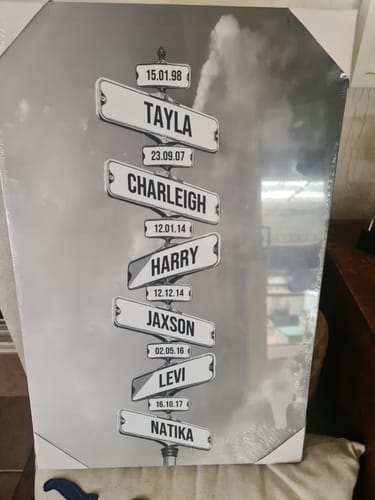 15.01.98
TAYLA
23.09.07
CHARLEIGH
12.01.14
HARRY
12.12.14
JAXSON
02.05.16
LEVI
16.10.17
NATIKA